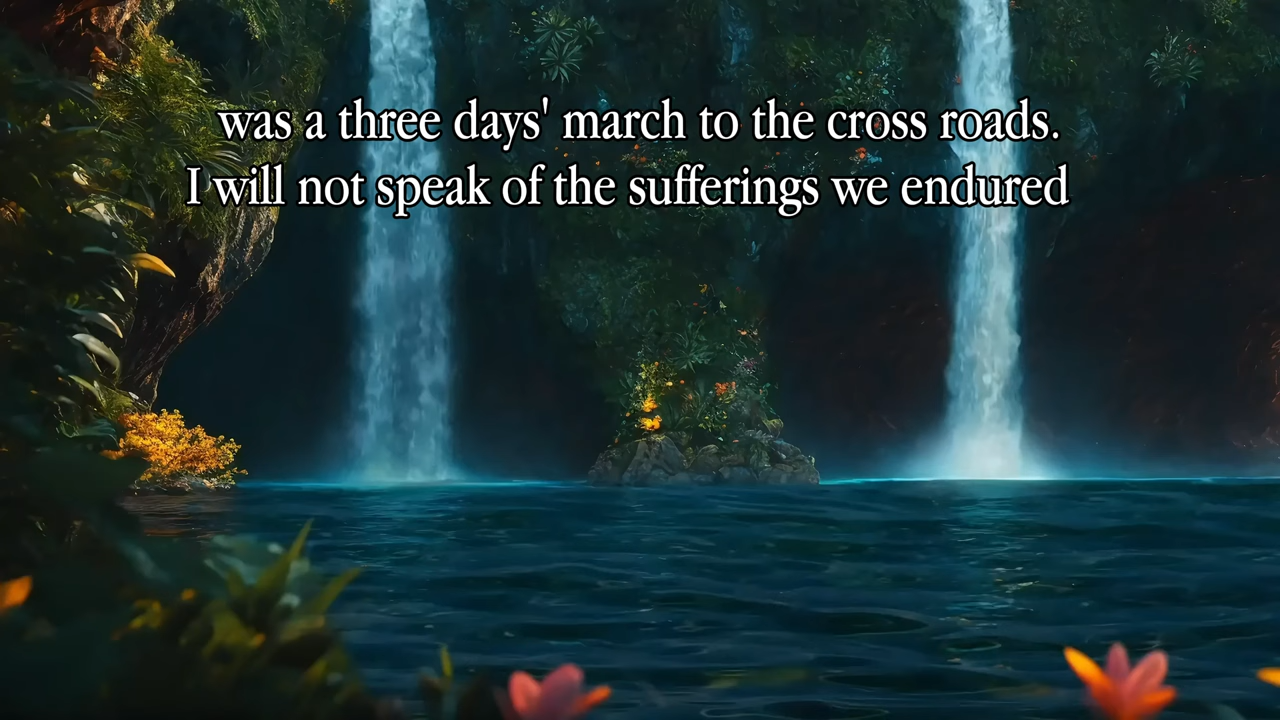 was a three days' march to the cross roads.
I will not speak of the sufferings we endured